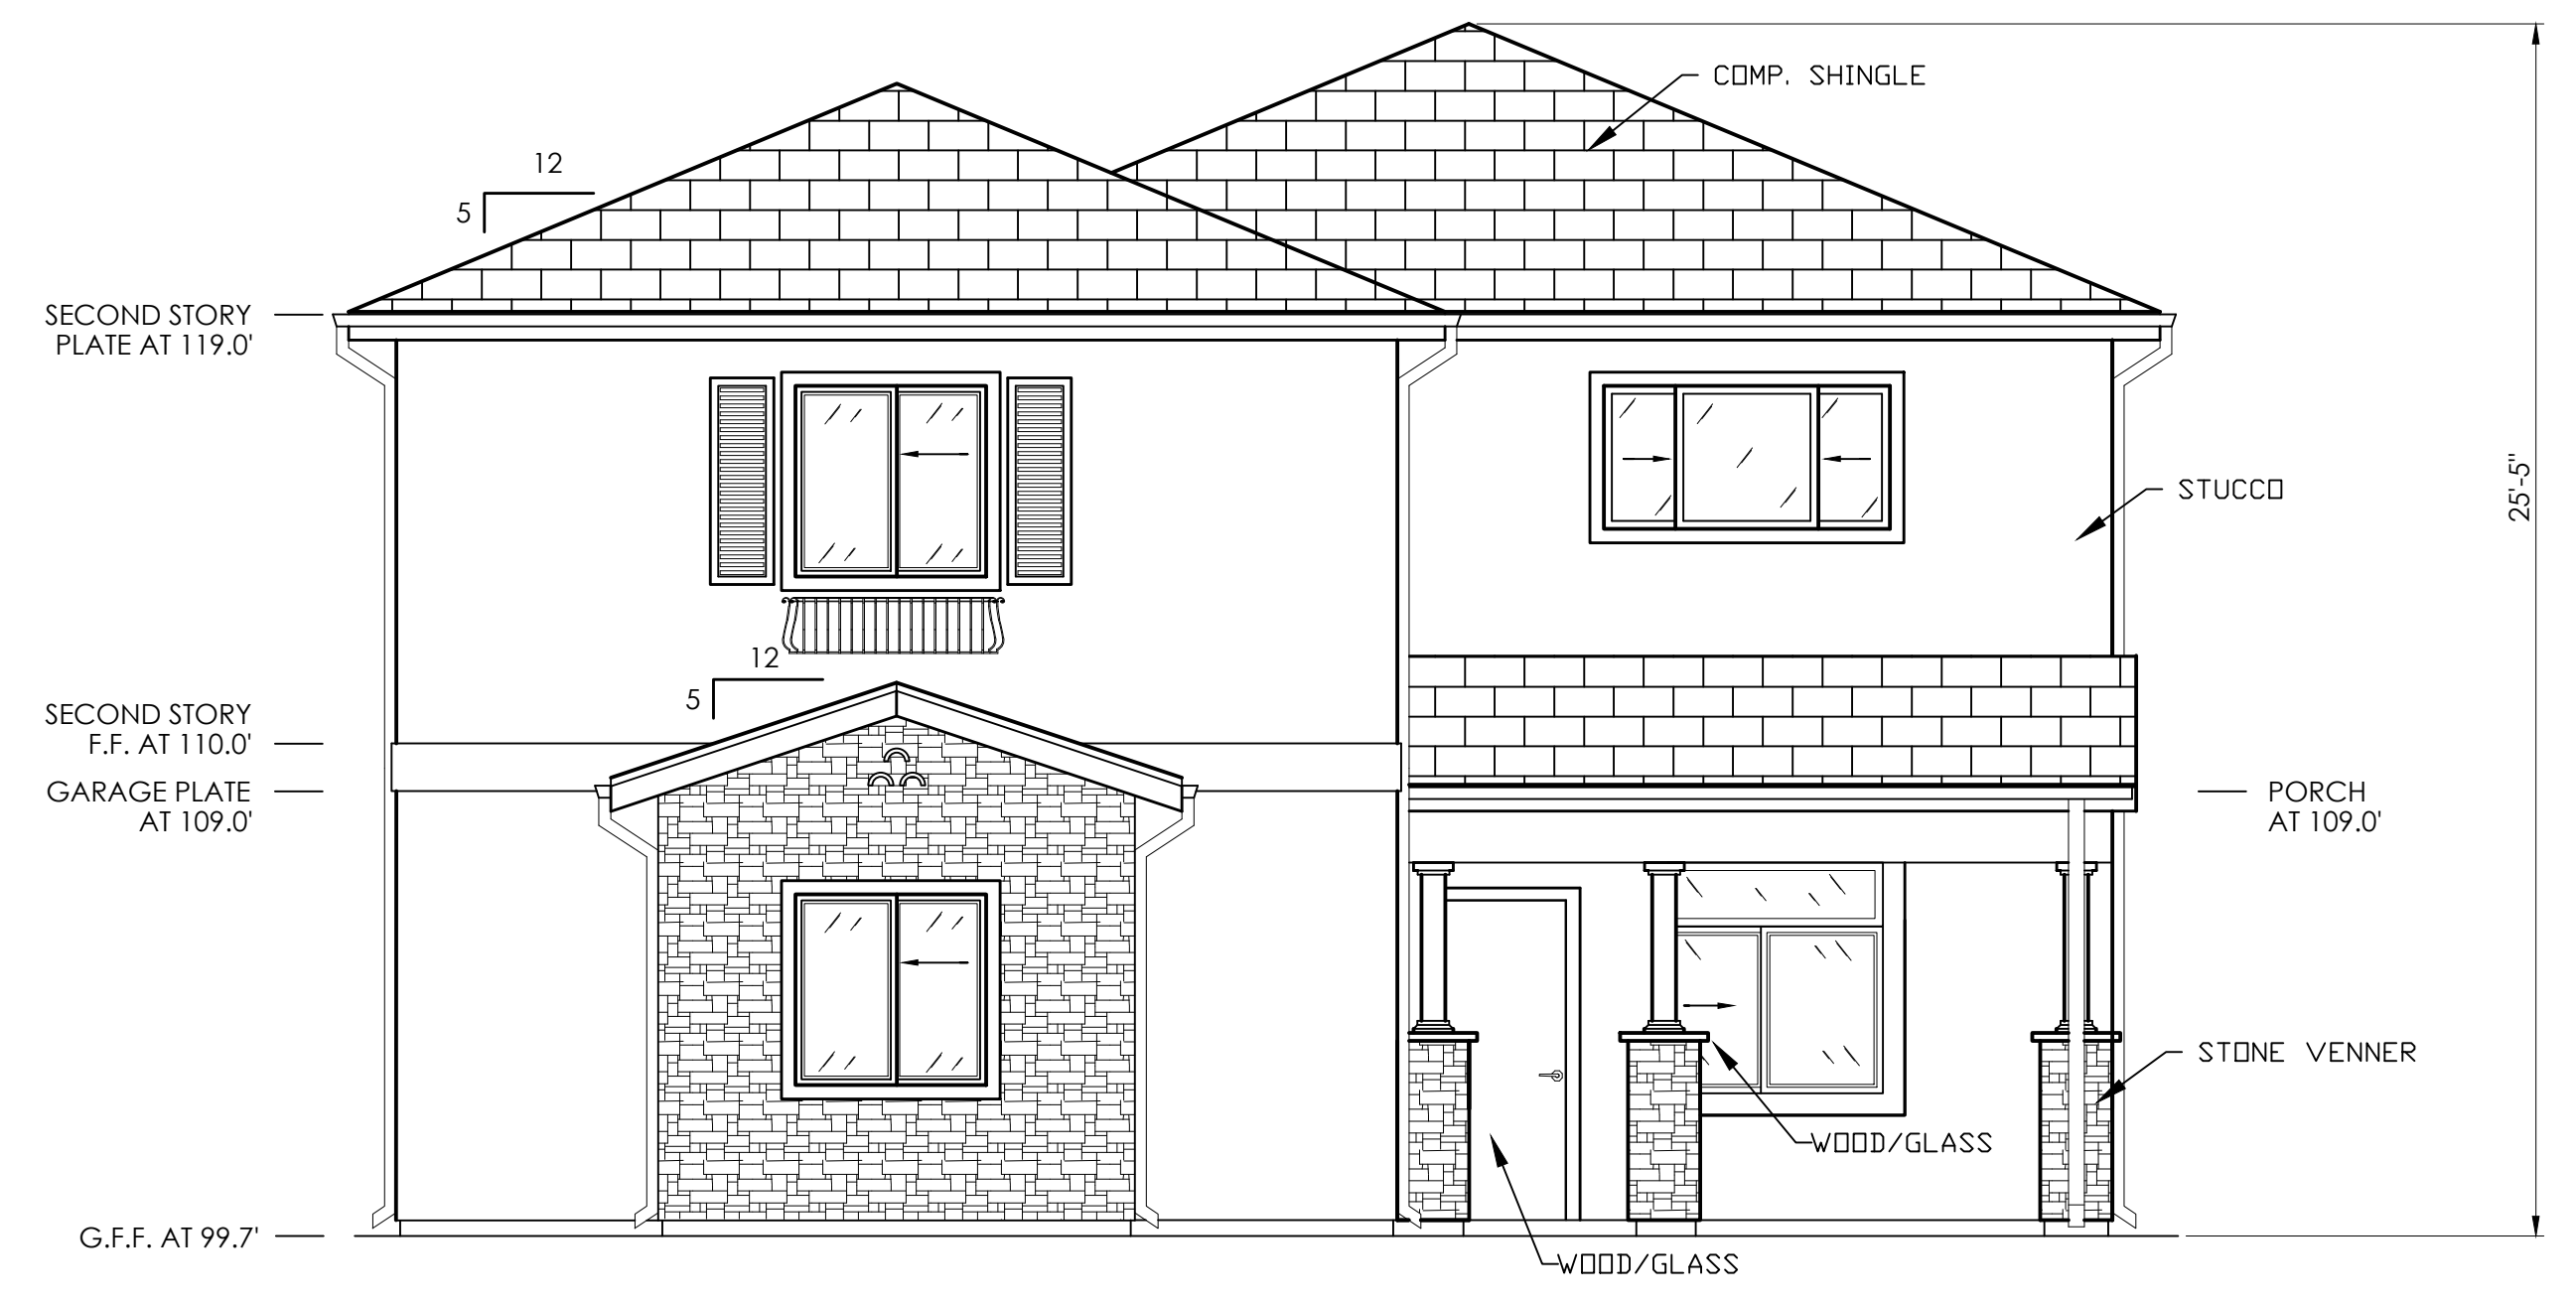 COMP. SHINGLE
12
5
SECOND STORY
PLATE AT 119.0'
25'-5"
STUCCO
12
5
SECOND STORY
F.F. AT 110.0'
GARAGE PLATE
AT 109.0'
PORCH
AT 109.0'
STONE VENNER
WOOD/GLASS
G.F.F. AT 99.7'
WOOD/GLASS